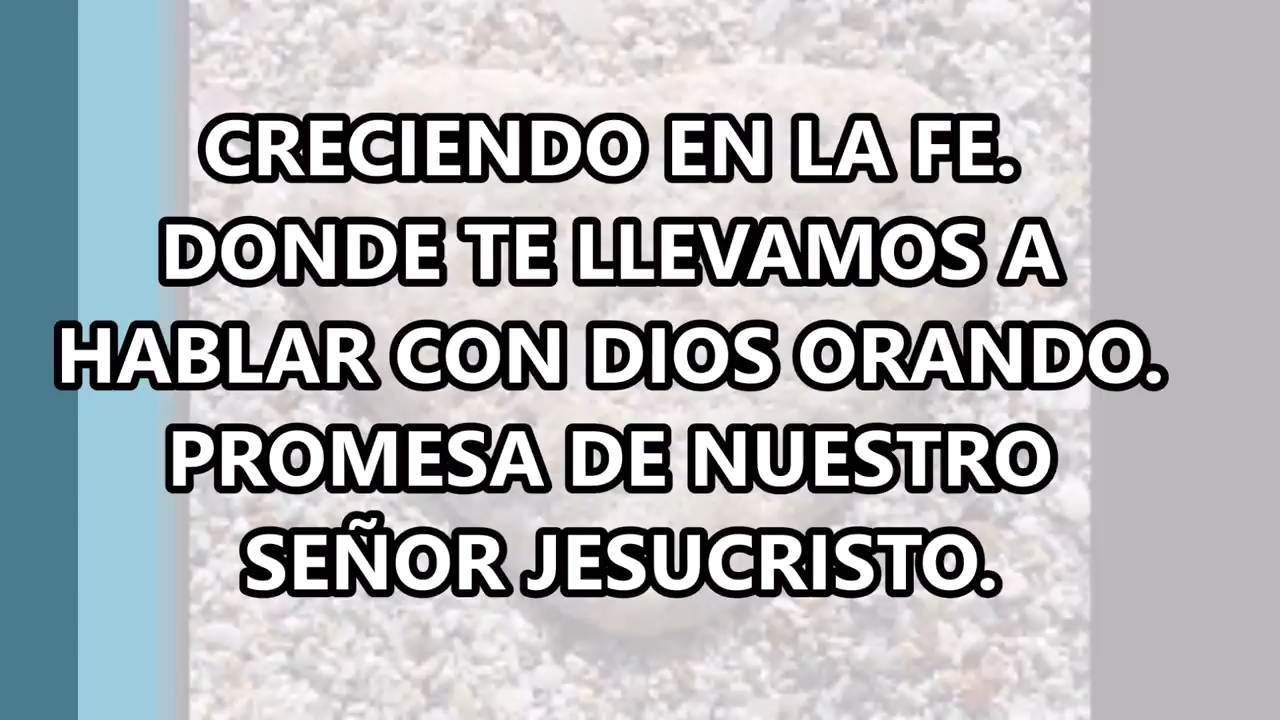 CRECIENDO EN LA FE.
DONDE TE LLEVAMOS A
HABLAR CON DIOS ORANDO.
PROMESA DE NUESTRO
SEÑOR JESUCRISTO.